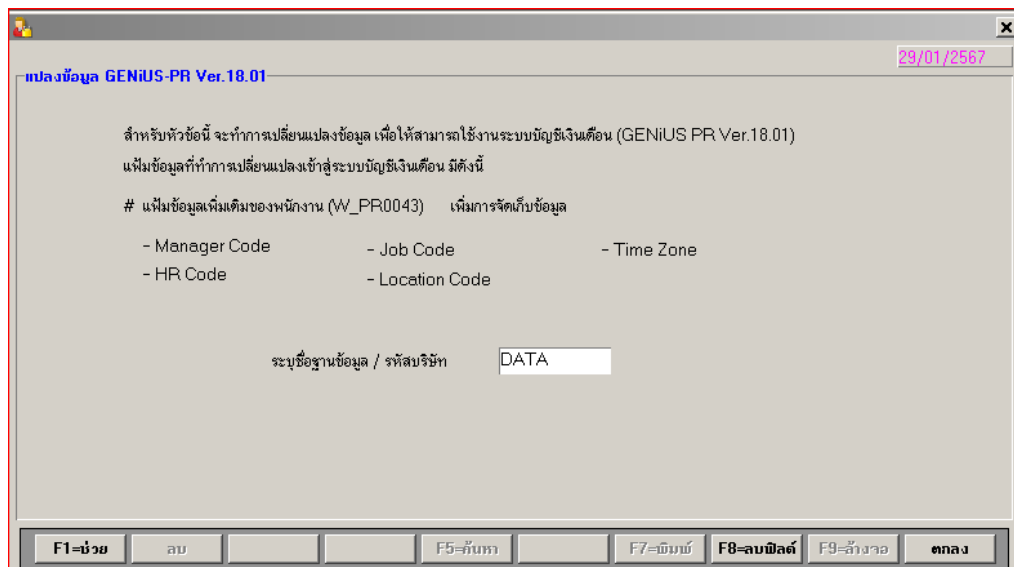 29/01/2567
แปลงข้อมูล GENiUS-PR Ver.18.01
สำหรับหัวข้อนี้ จะทำการเปลี่ยนแปลงข้อมูล เพื่อให้สามารถใช้งานระบบบัญชีเงินเดือน (GENiUS PR Ver.18.01)
แฟ้มข้อมูลที่ทำการเปลี่ยนแปลงเข้าสู่ระบบบัญชีเงินเดือน มีดังนี้
# แฟ้มข้อมูลเพิ่มเติมของพนักงาน (W_PR0043) เพิ่มการจัดเก็บข้อมูล
- Manager Code - Job Code - Time Zone
- HR Code - Location Code
ระบุชื่อฐานข้อมูล / รหัสบริษัท DATA
F1=ช่วย ลบ F5=ค้นหา F7=พิมพ์ F8=ลบฟิลด์ F9=ล้างจอ ตกลง